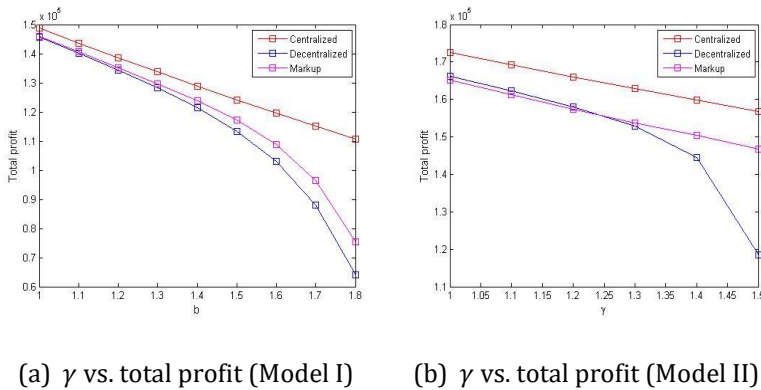 x 10^5
1.5
1.4
1.3
1.2
1.1
1
0.9
0.8
0.7
0.6
Total profit
Centralized
Decentralized
Markup
1 1.1 1.2 1.3 1.4 1.5 1.6 1.7 1.8
b
x 10^5
1.8
1.7
1.6
1.5
1.4
1.3
1.2
1.1
Total profit
Centralized
Decentralized
Markup
1 1.05 1.1 1.15 1.2 1.25 1.3 1.35 1.4 1.45 1.5
γ
(a) γ vs. total profit (Model I)
(b) γ vs. total profit (Model II)